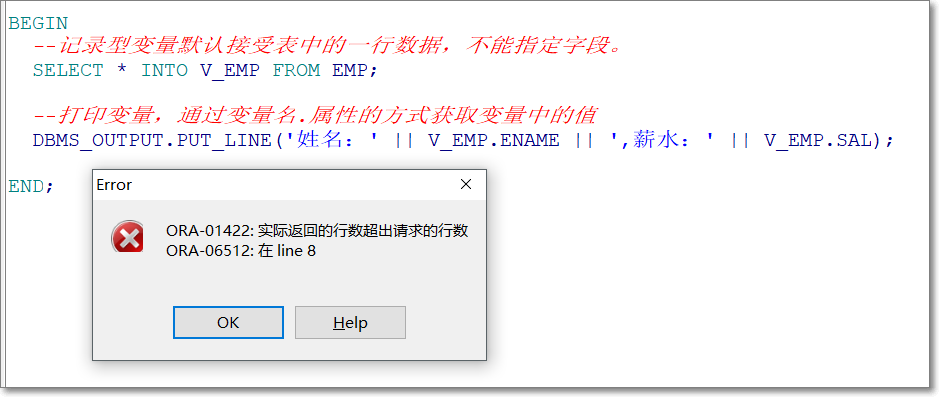 BEGIN
--记录型变量默认接受表中的一行数据，不能指定字段。
SELECT * INTO V_EMP FROM EMP;
--打印变量，通过变量名.属性的方式获取变量中的值
DBMS_OUTPUT.PUT_LINE('姓名：' || V_EMP.ENAME || ',薪水：' || V_EMP.SAL);
END;
Error
ORA-01422: 实际返回的行数超出请求的行数
ORA-06512: 在 line 8
OK Help